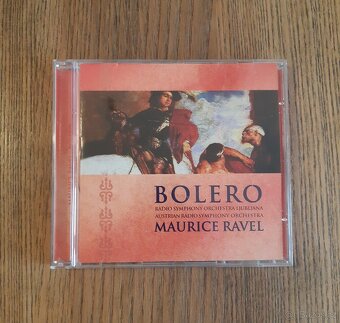 BOLERO
RADIO SYMPHONY ORCHESTRA LJUBLJANA
AUSTRIAN RADIO SYMPHONY ORCHESTRA
MAURICE RAVEL